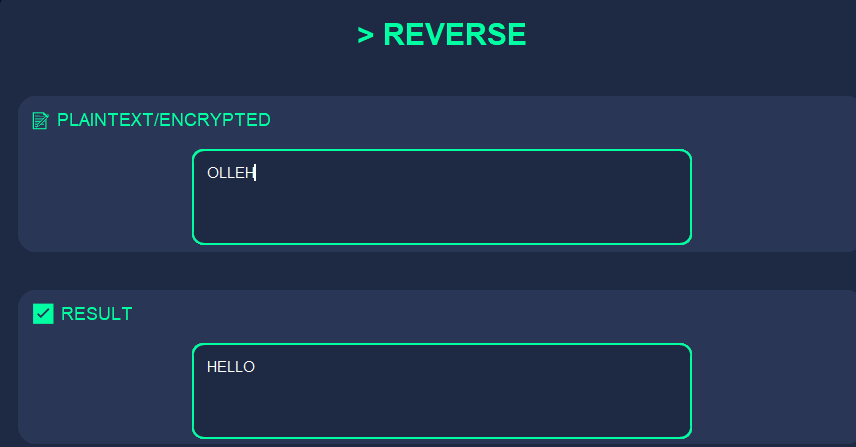 > REVERSE
PLAINTEXT/ENCRYPTED
OLLEH
RESULT
HELLO